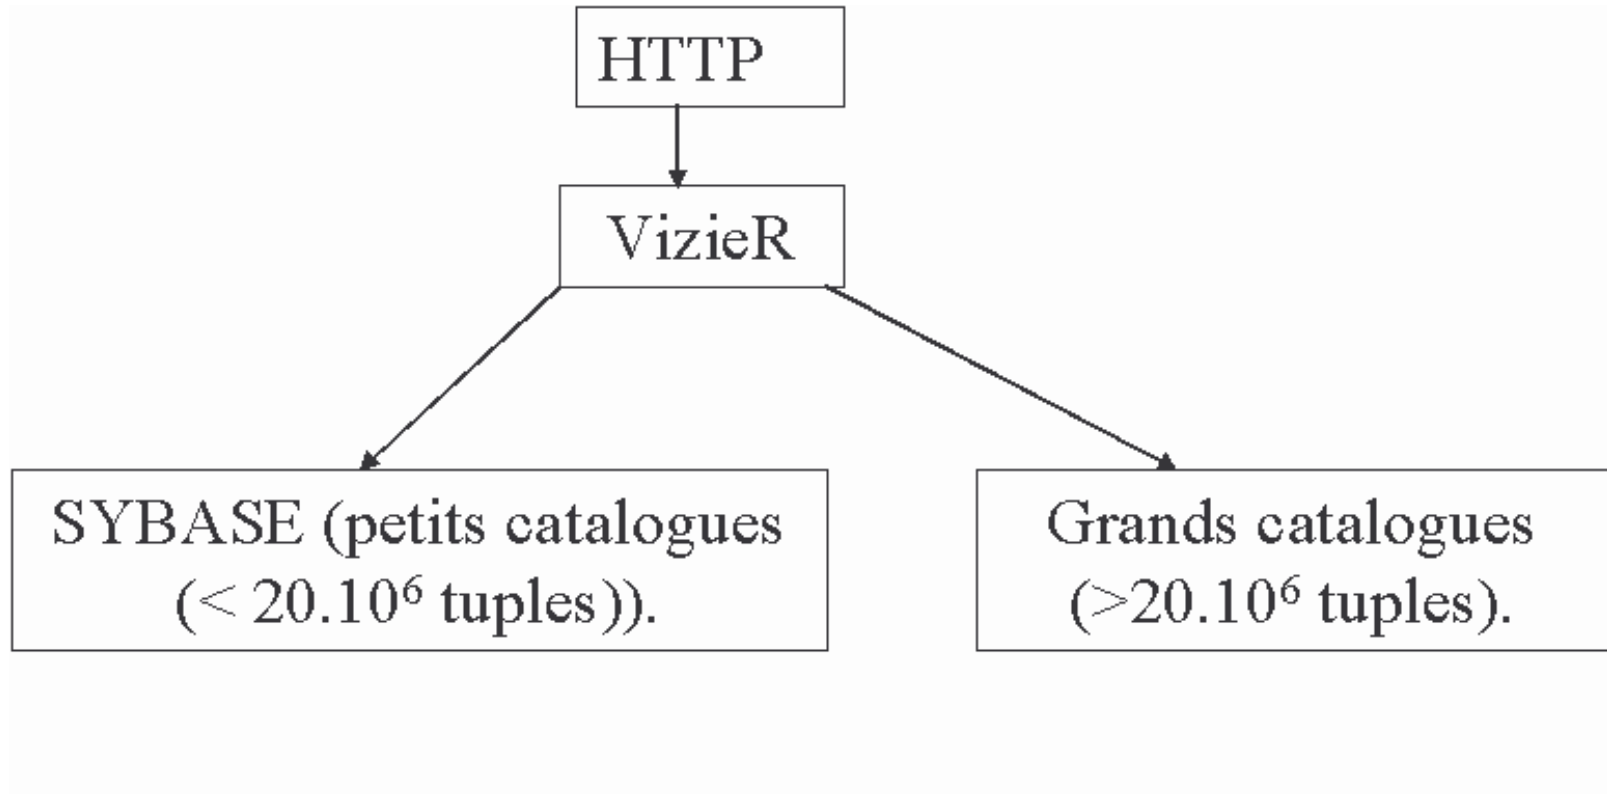 HTTP
VizieR
SYBASE (petits catalogues
(< 20.10⁶ tuples)).
Grands catalogues
(>20.10⁶ tuples).